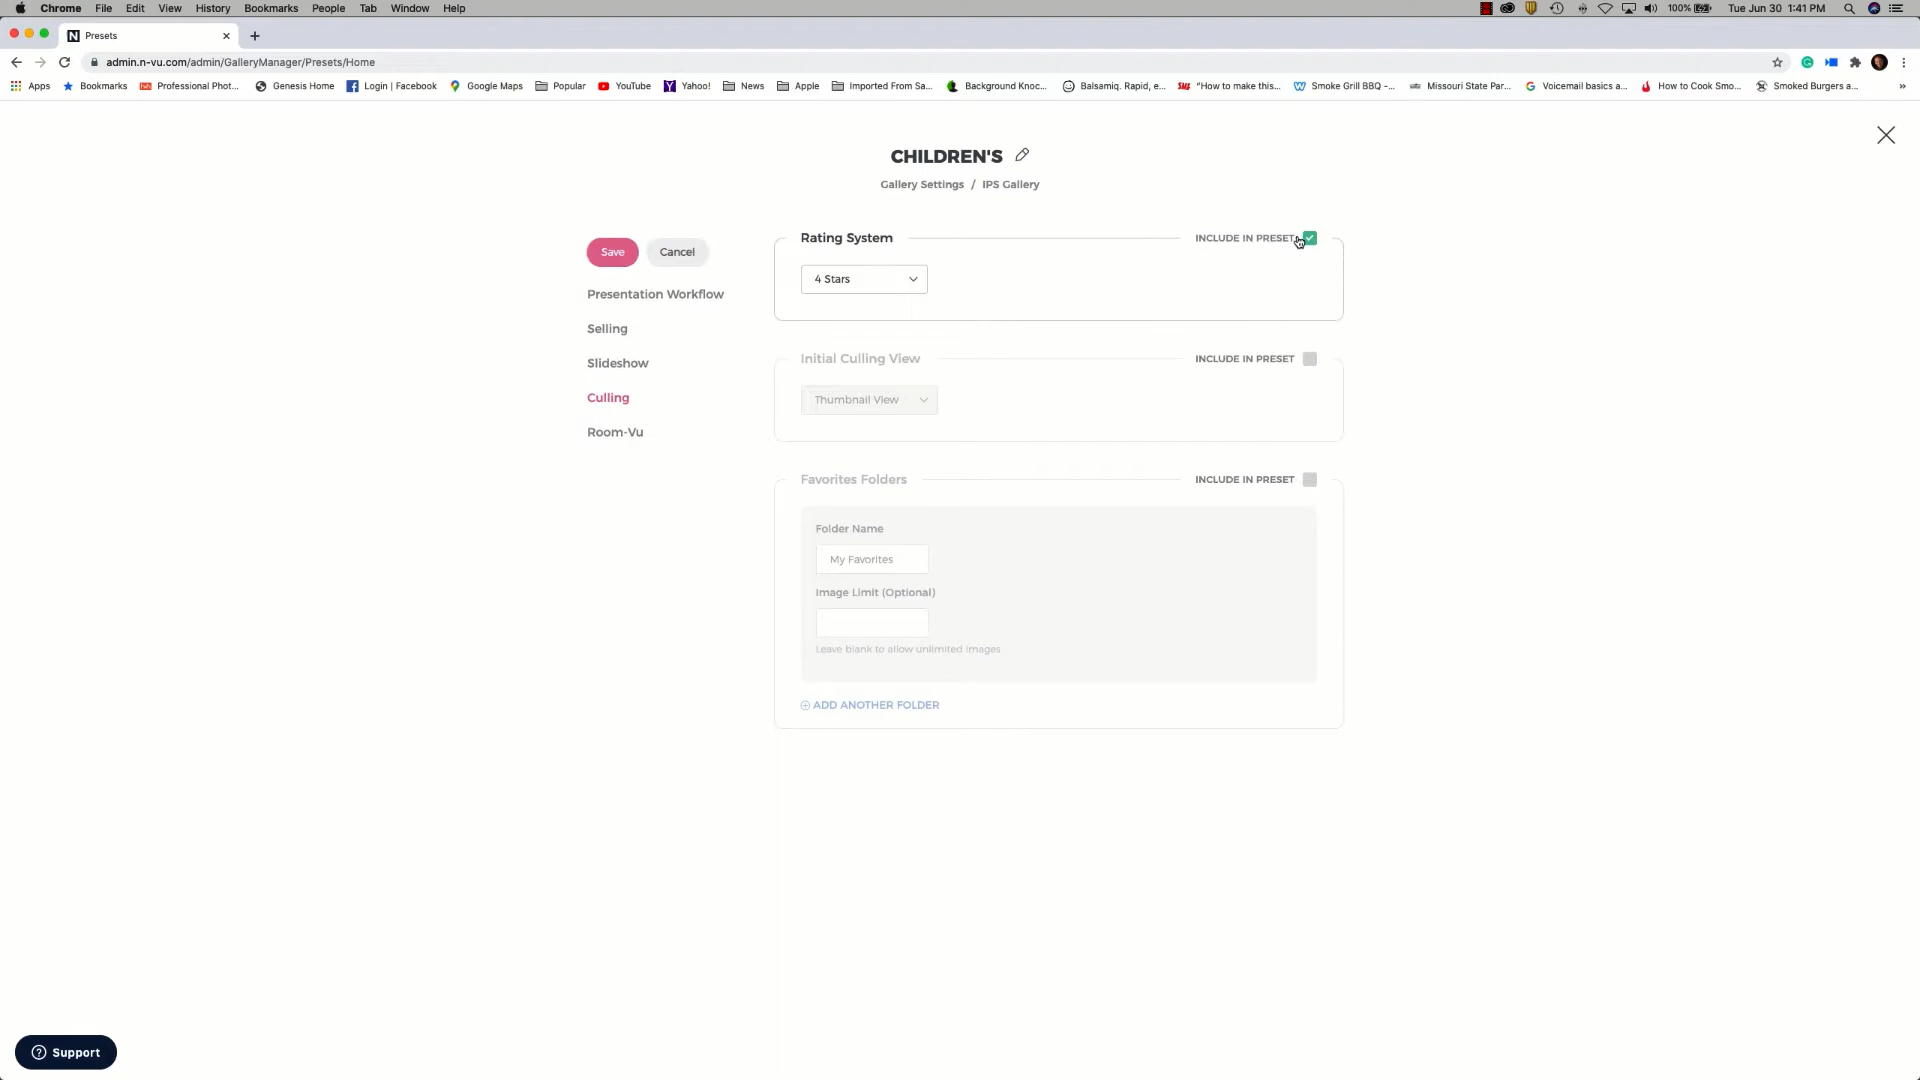 Chrome File Edit View History Bookmarks People Tab Window Help 100% Tue Jun 30 1:41 PM
Presets
admin.n-vu.com/admin/GalleryManager/Presets/Home
Apps Bookmarks Professional Phot... Genesis Home Login | Facebook Google Maps Popular YouTube Yahoo! News Apple Imported From Sa... Background Knoc... Balsamiq. Rapid, e... "How to make this... Smoke Grill BBQ -... Missouri State Par... Voicemail basics a... How to Cook Smo... Smoked Burgers a... »
CHILDREN'S
Gallery Settings / IPS Gallery
Save Cancel
Presentation Workflow
Selling
Slideshow
Culling
Room-Vu
Rating System INCLUDE IN PRESET
4 Stars
Initial Culling View INCLUDE IN PRESET
Thumbnail View
Favorites Folders INCLUDE IN PRESET
Folder Name
My Favorites
Image Limit (Optional)
Leave blank to allow unlimited images
ADD ANOTHER FOLDER
Support